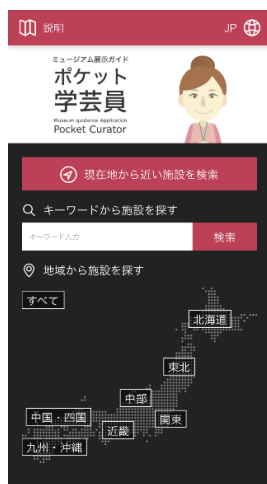 説明
JP
ミュージアム展示ガイド
ポケット
学芸員
Museum guidance Application
Pocket Curator
現在地から近い施設を検索
キーワードから施設を探す
キーワード入力
検索
地域から施設を探す
すべて
北海道
東北
中部
中国・四国
関東
近畿
九州・沖縄